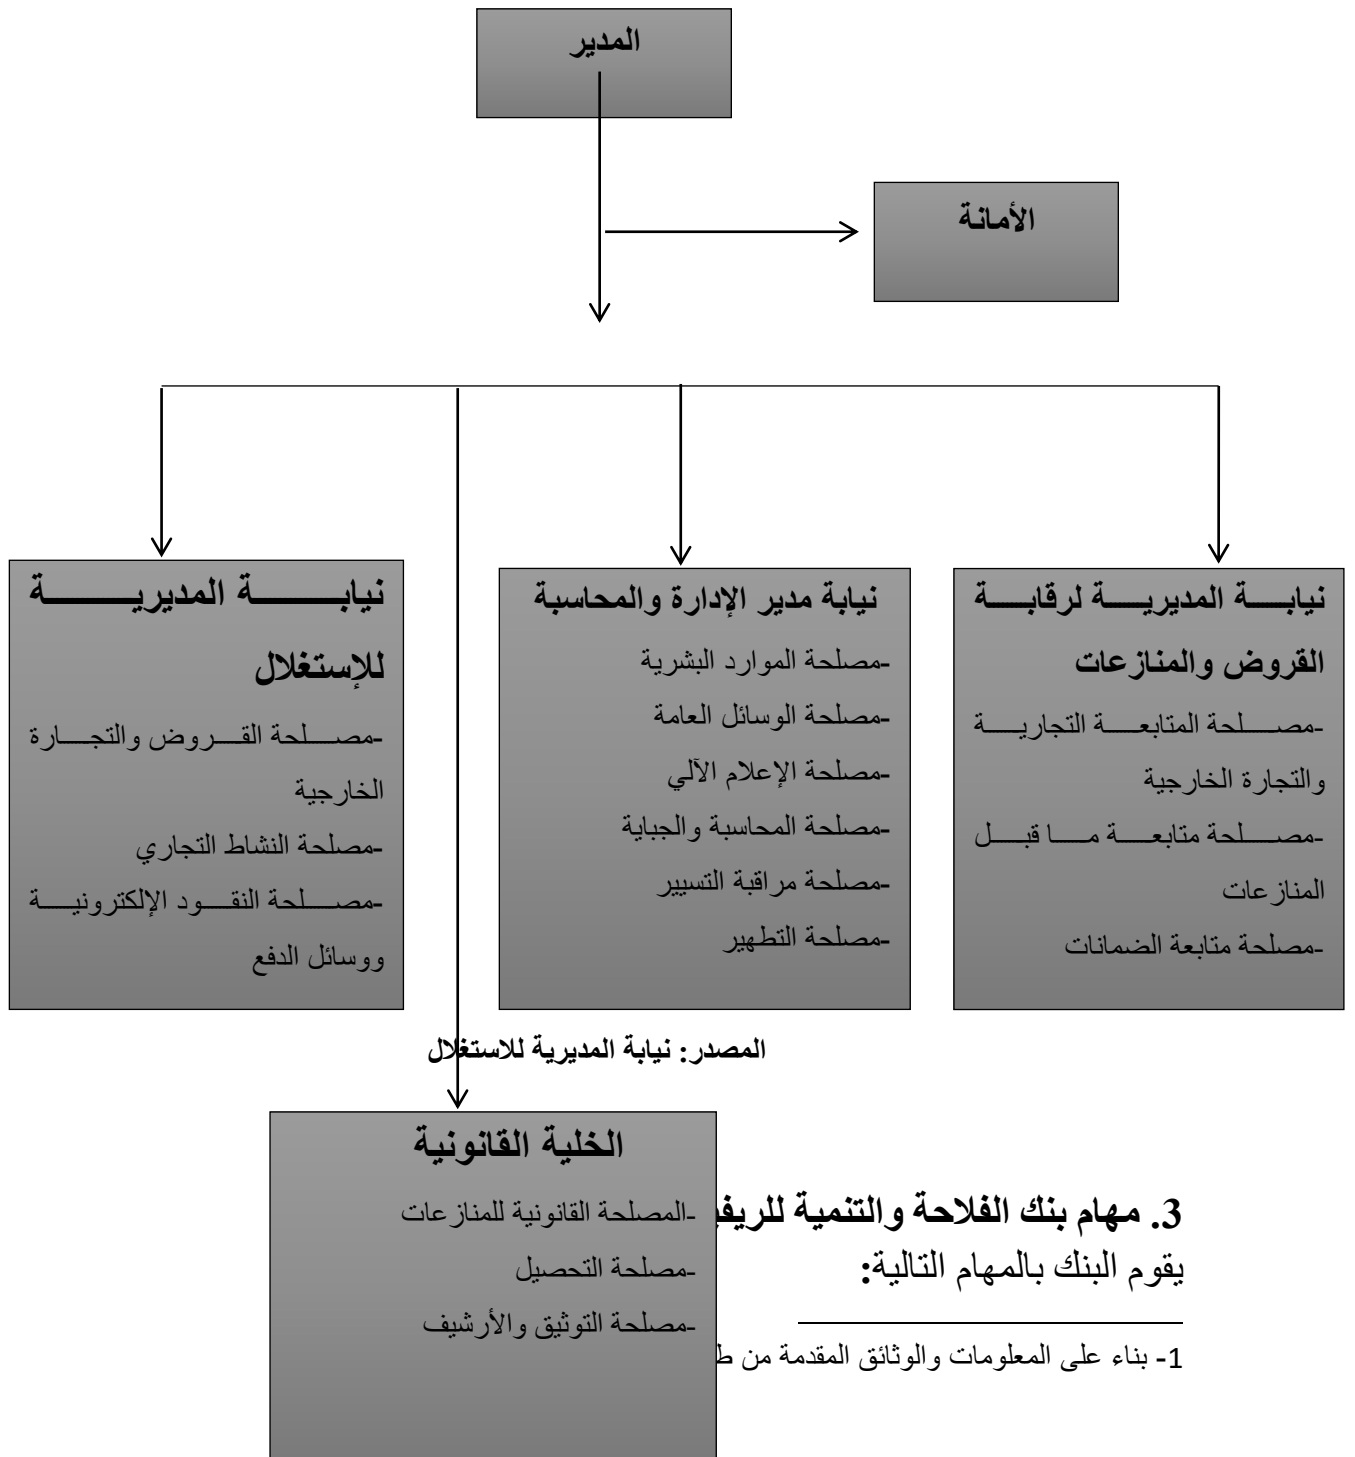 المدير
الأمانة
نيابة المديرية لرقابة
القروض والمنازعات
-مصلحة المتابعة التجارية
والتجارة الخارجية
-مصلحة متابعة ما قبل
المنازعات
-مصلحة متابعة الضمانات
نيابة مدير الإدارة والمحاسبة
-مصلحة الموارد البشرية
-مصلحة الوسائل العامة
-مصلحة الإعلام الآلي
-مصلحة المحاسبة والجباية
-مصلحة مراقبة التسيير
-مصلحة التطهير
نيابة المديرية
للإستغلال
-مصلحة القروض والتجارة
الخارجية
-مصلحة النشاط التجاري
-مصلحة النقود الإلكترونية
ووسائل الدفع
المصدر: نيابة المديرية للاستغلال
الخلية القانونية
-المصلحة القانونية للمنازعات
-مصلحة التحصيل
-مصلحة التوثيق والأرشيف
3. مهام بنك الفلاحة والتنمية
يقوم البنك بالمهام التالية:
1- بناء على المعلومات والوثائق المقدمة من